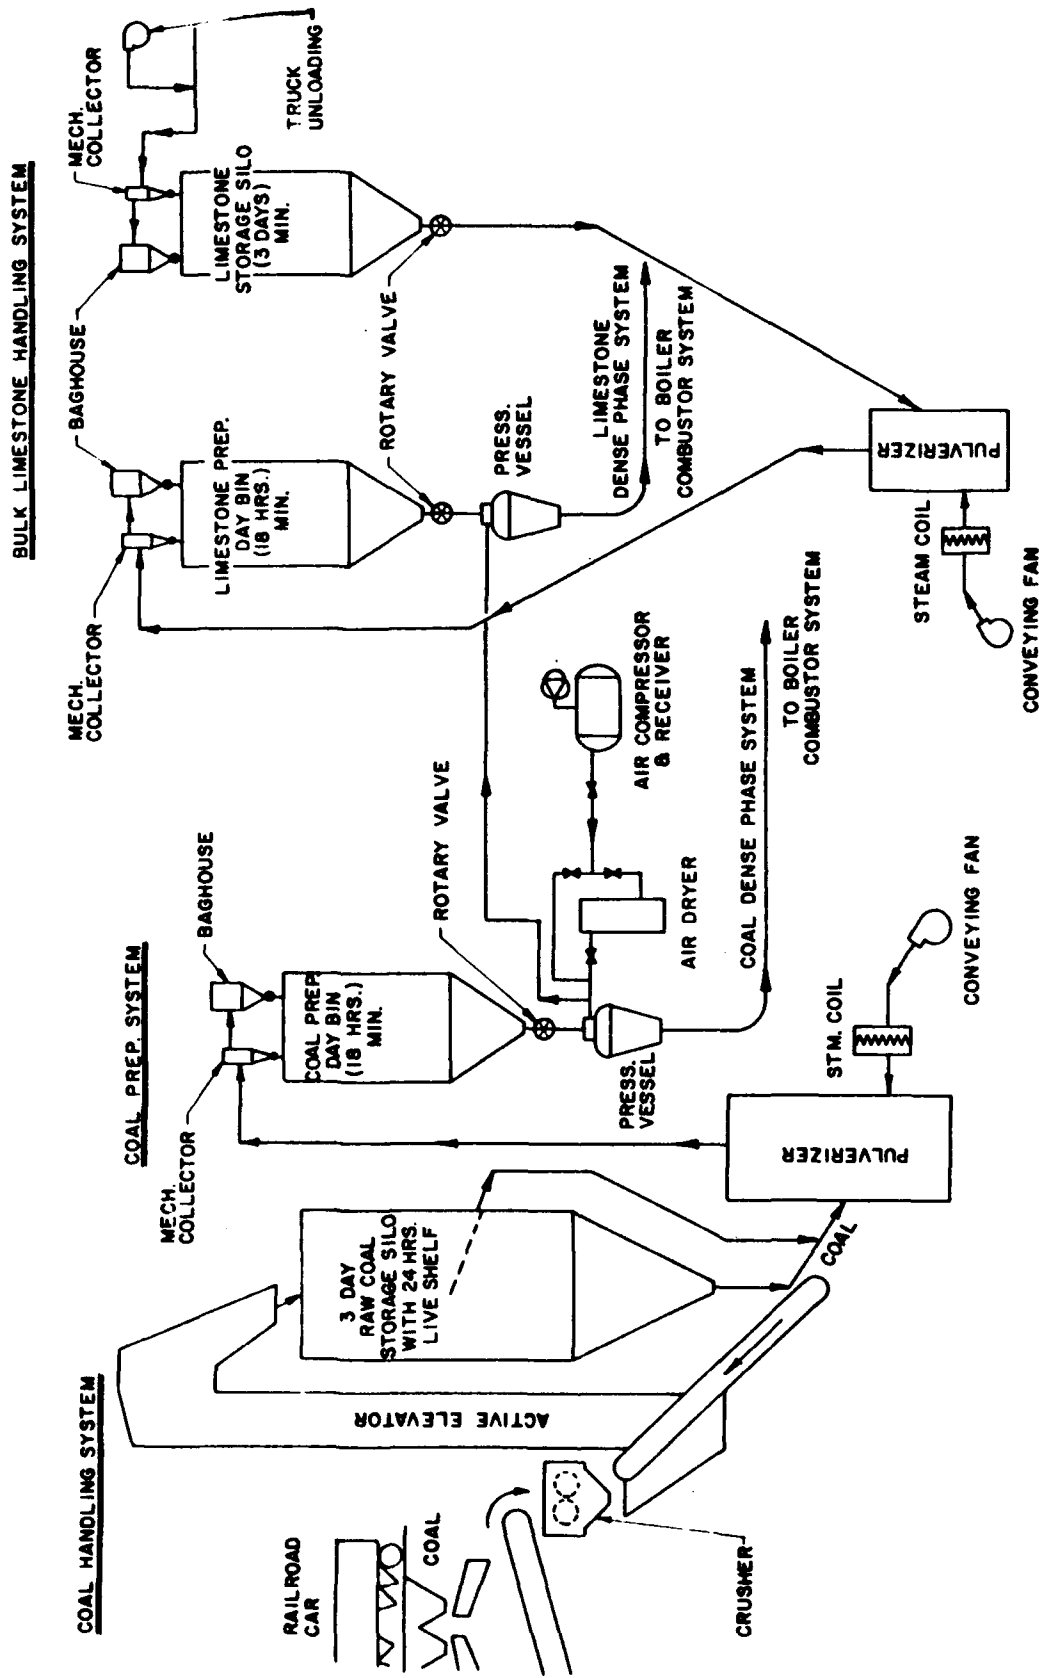 COAL HANDLING SYSTEM
COAL PREP. SYSTEM
BULK LIMESTONE HANDLING SYSTEM
RAILROAD
CAR
COAL
CRUSHER
ACTIVE ELEVATOR
3 DAY
RAW COAL
STORAGE SILO
WITH 24 HRS.
LIVE SHELF
COAL
PULVERIZER
STM. COIL
CONVEYING FAN
MECH.
COLLECTOR
BAGHOUSE
COAL PREP.
DAY BIN
(18 HRS.)
MIN.
ROTARY VALVE
PRESS.
VESSEL
AIR DRYER
AIR COMPRESSOR
& RECEIVER
COAL DENSE PHASE SYSTEM
TO BOILER
COMBUSTOR SYSTEM
MECH.
COLLECTOR
BAGHOUSE
LIMESTONE PREP.
DAY BIN
(18 HRS.)
MIN.
ROTARY VALVE
PRESS.
VESSEL
LIMESTONE
DENSE PHASE SYSTEM
TO BOILER
COMBUSTOR SYSTEM
MECH.
COLLECTOR
LIMESTONE
STORAGE SILO
(3 DAYS)
MIN.
TRUCK
UNLOADING
PULVERIZER
STEAM COIL
CONVEYING FAN